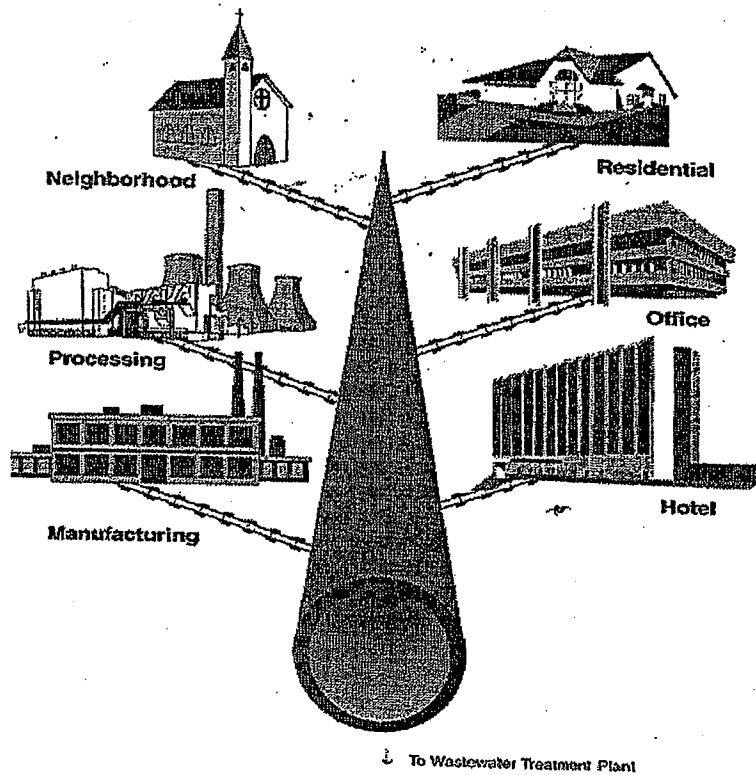 Neighborhood
Residential
Processing
Office
Manufacturing
Hotel
To Wastewater Treatment Plant